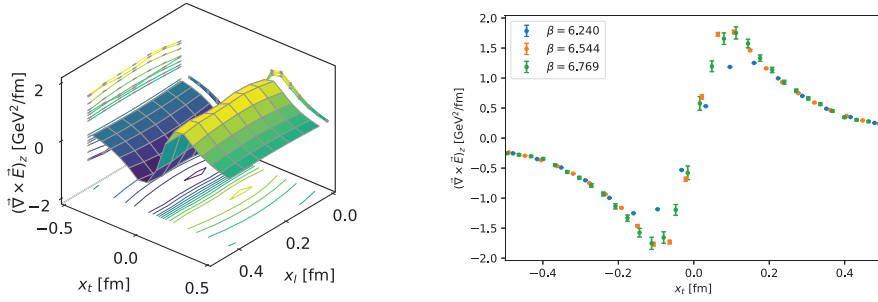 2
0
−2
(∇⃗ × E⃗)z [GeV²/fm]
−0.5
0.0
0.5
xt [fm]
0.4
0.2
0.0
xl [fm]
β = 6.240
β = 6.544
β = 6.769
2.0
1.5
1.0
0.5
0.0
−0.5
−1.0
−1.5
−2.0
(∇⃗ × E⃗)z [GeV²/fm]
−0.4
−0.2
0.0
0.2
0.4
xt [fm]